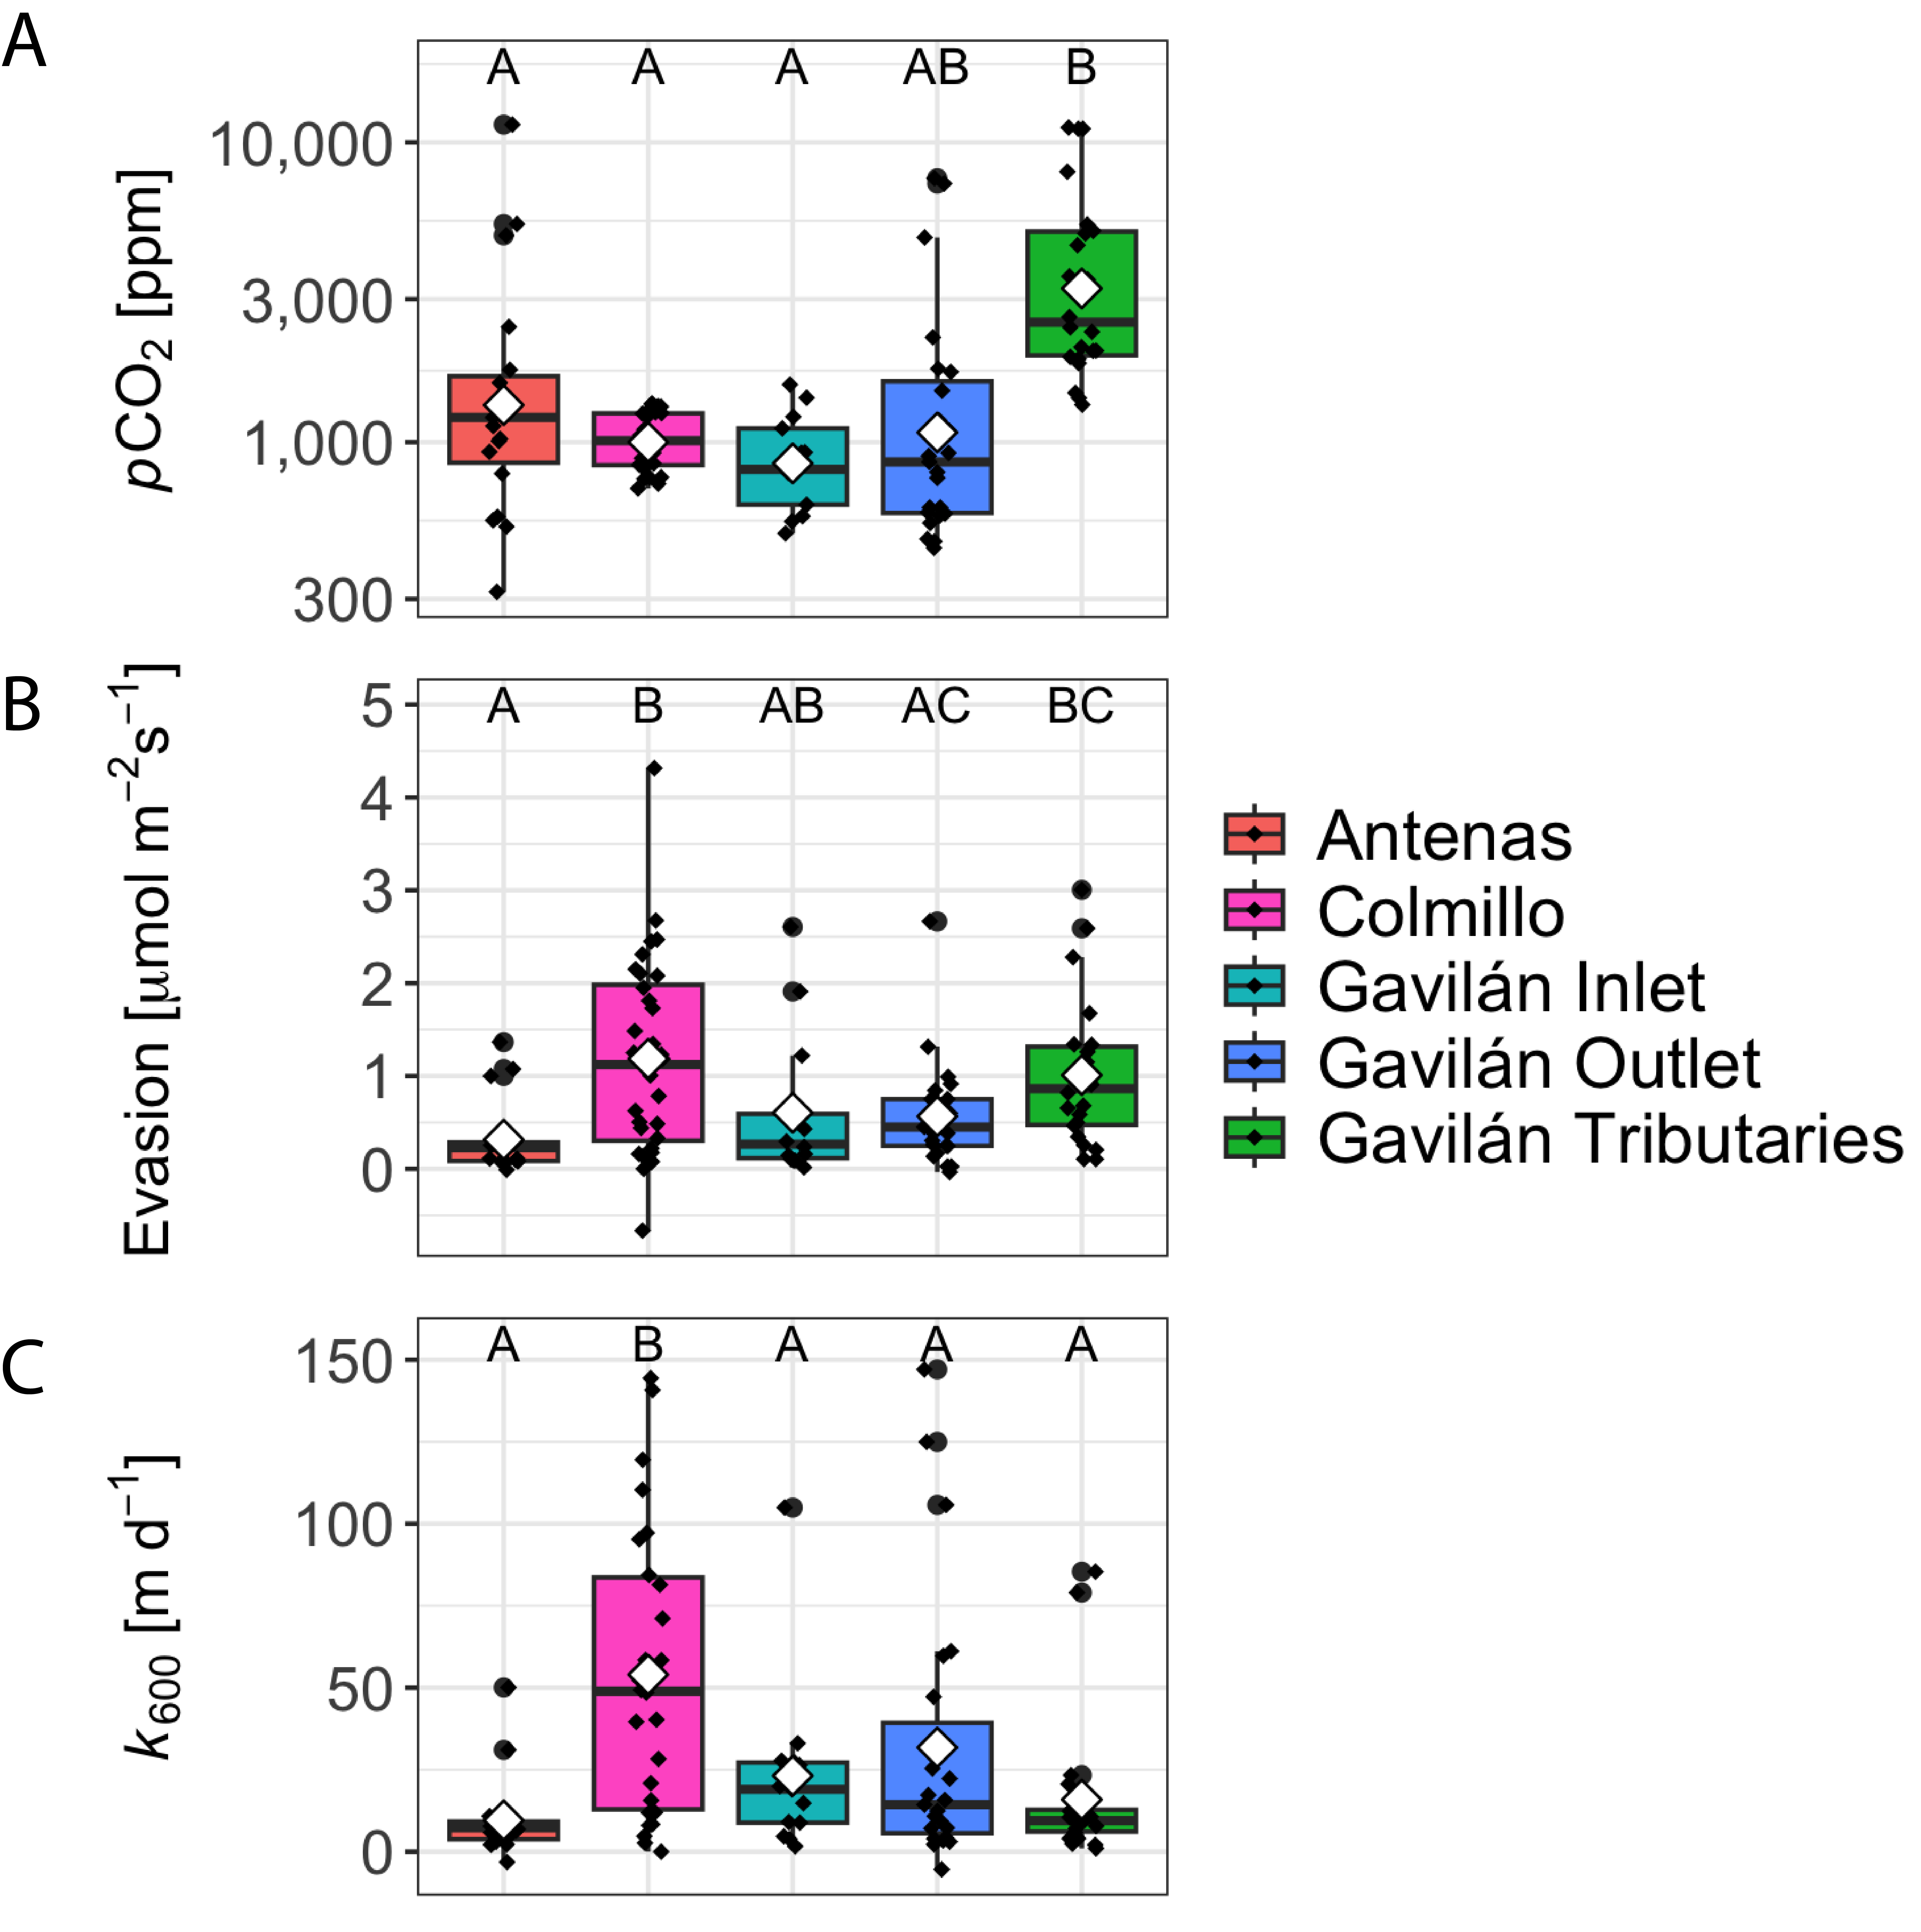 A
A A A AB B
10,000
3,000
1,000
300
pCO₂ [ppm]
B
A B AB AC BC
5
4
3
2
1
0
Evasion [μmol m⁻²s⁻¹]
Antenas
Colmillo
Gavilán Inlet
Gavilán Outlet
Gavilán Tributaries
C
A B A A A
150
100
50
0
k₆₀₀ [m d⁻¹]